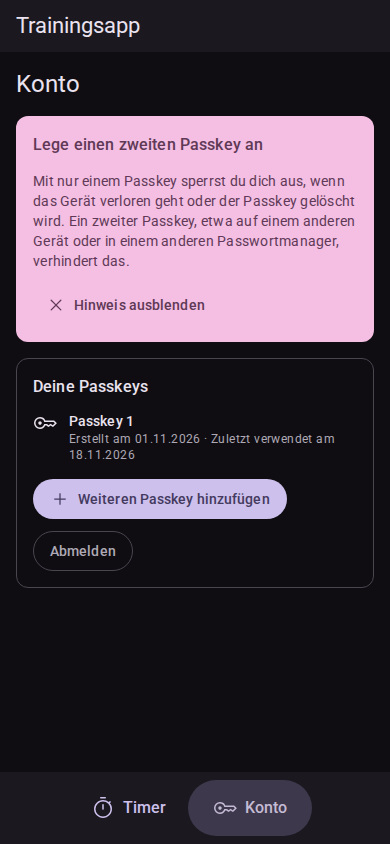 Trainingsapp
Konto
Lege einen zweiten Passkey an
Mit nur einem Passkey sperrst du dich aus, wenn
das Gerät verloren geht oder der Passkey gelöscht
wird. Ein zweiter Passkey, etwa auf einem anderen
Gerät oder in einem anderen Passwortmanager,
verhindert das.
Hinweis ausblenden
Deine Passkeys
Passkey 1
Erstellt am 01.11.2026 · Zuletzt verwendet am
18.11.2026
Weiteren Passkey hinzufügen
Abmelden
Timer
Konto